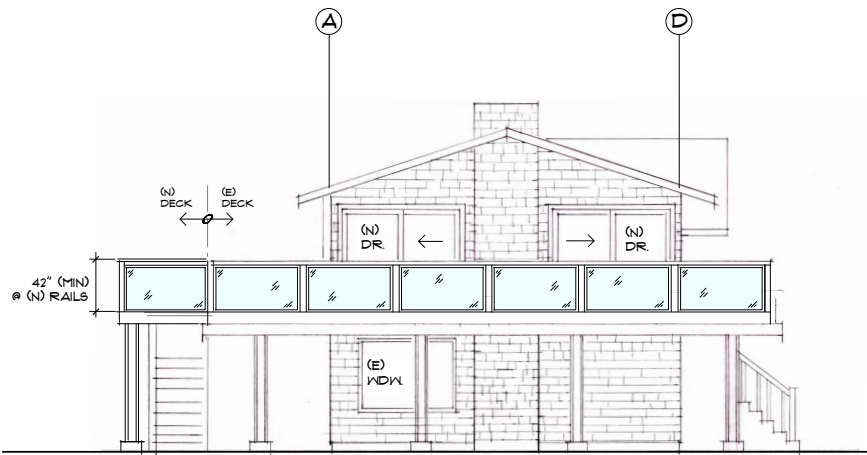 A
D
(N)
DECK
(E)
DECK
(N)
DR.
(N)
DR.
42" (MIN)
@ (N) RAILS
(E)
WDW.